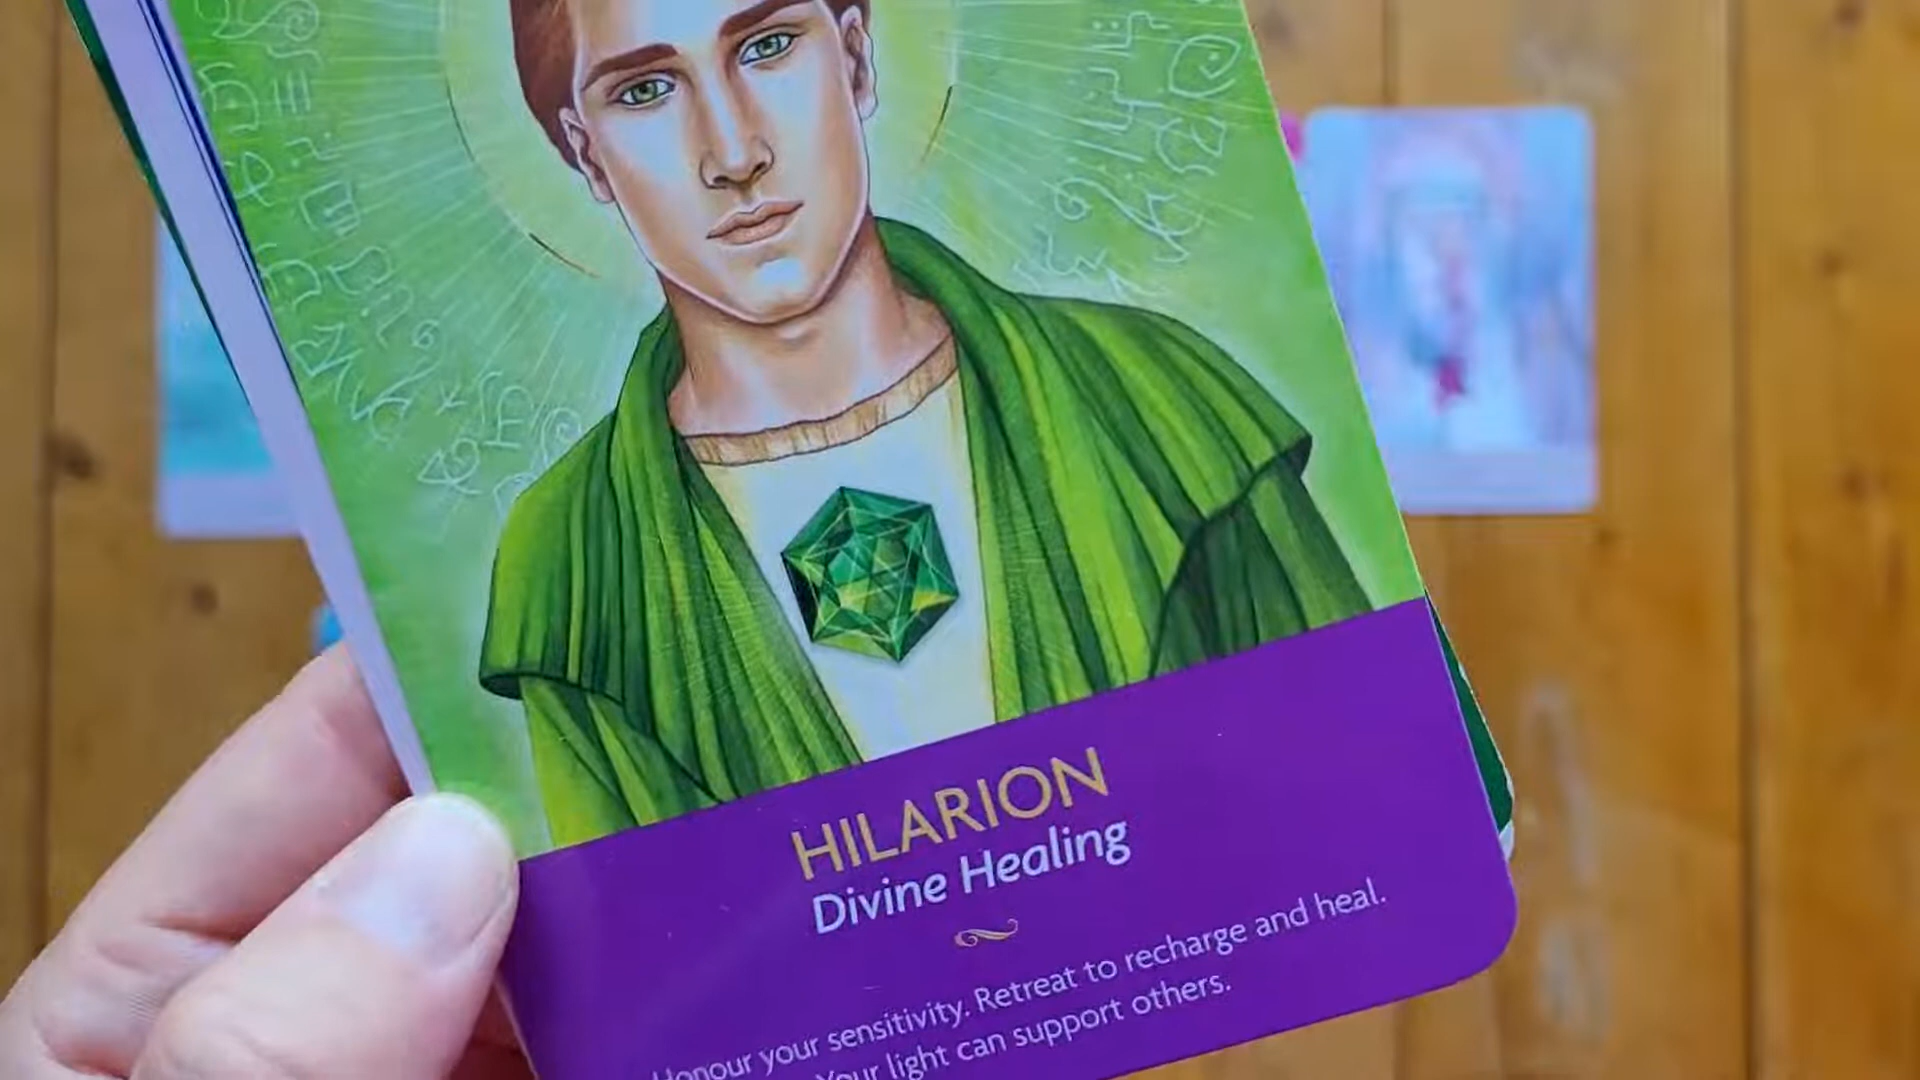 HILARION
Divine Healing
Honour your sensitivity. Retreat to recharge and heal.
Your light can support others.